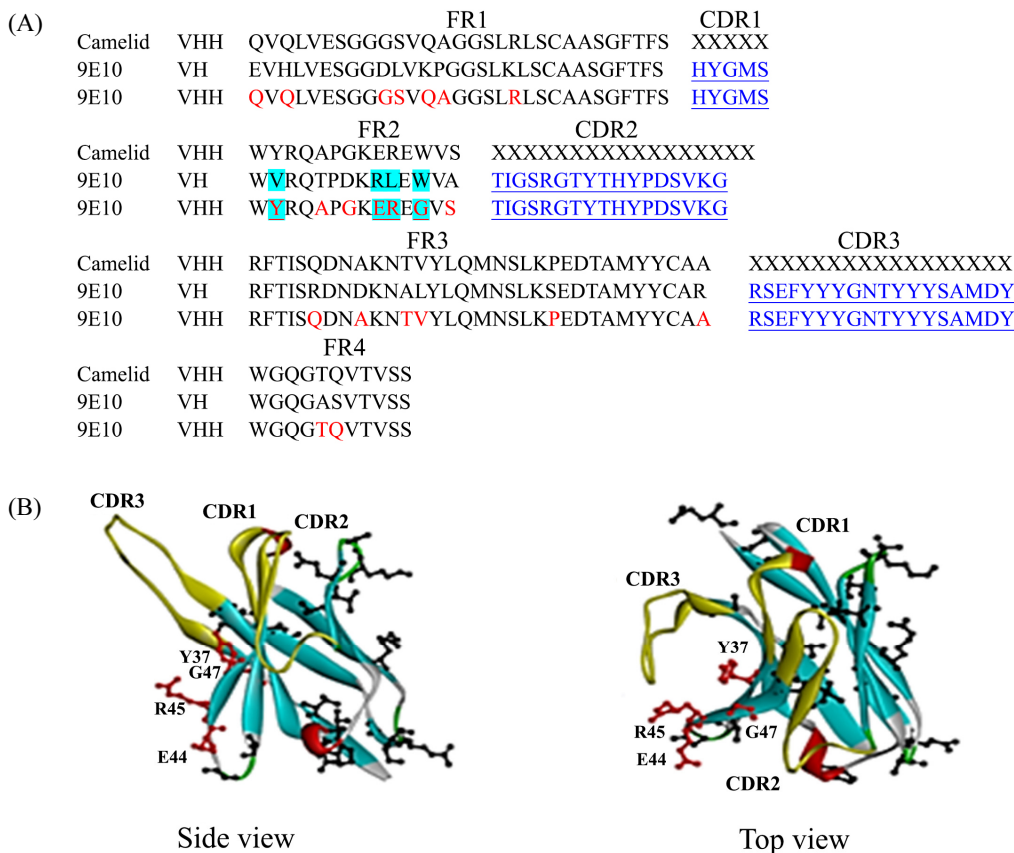 (A)
FR1 CDR1
Camelid VHH QVQLVESGGGSVQAGGSLRLSCAASGFTFS XXXXX
9E10 VH EVHLVESGGDLVKPGGSLKLSCAASGFTFS HYGMS
9E10 VHH QVQLVESGGGSVQAGGSLRLSCAASGFTFS HYGMS
FR2 CDR2
Camelid VHH WYRQAPGKEREWVS XXXXXXXXXXXXXXXXX
9E10 VH WVRQTPDKRLEWVA TIGSRGTYTHYPDSVKG
9E10 VHH WYRQAPGKEREGVS TIGSRGTYTHYPDSVKG
FR3 CDR3
Camelid VHH RFTISQDNAKNTVYLQMNSLKPEDTAMYYCAA XXXXXXXXXXXXXXXXX
9E10 VH RFTISRDNDKNALYLQMNSLKSEDTAMYYCAR RSEFYYYGNTYYYSAMDY
9E10 VHH RFTISQDNAKNTVYLQMNSLKPEDTAMYYCAA RSEFYYYGNTYYYSAMDY
FR4
Camelid VHH WGQGTQVTVSS
9E10 VH WGQGASVTVSS
9E10 VHH WGQGTQVTVSS
(B)
CDR3 CDR1 CDR2
Y37
G47
R45
E44
Side view
CDR1
CDR3
Y37
R45
G47
E44
CDR2
Top view